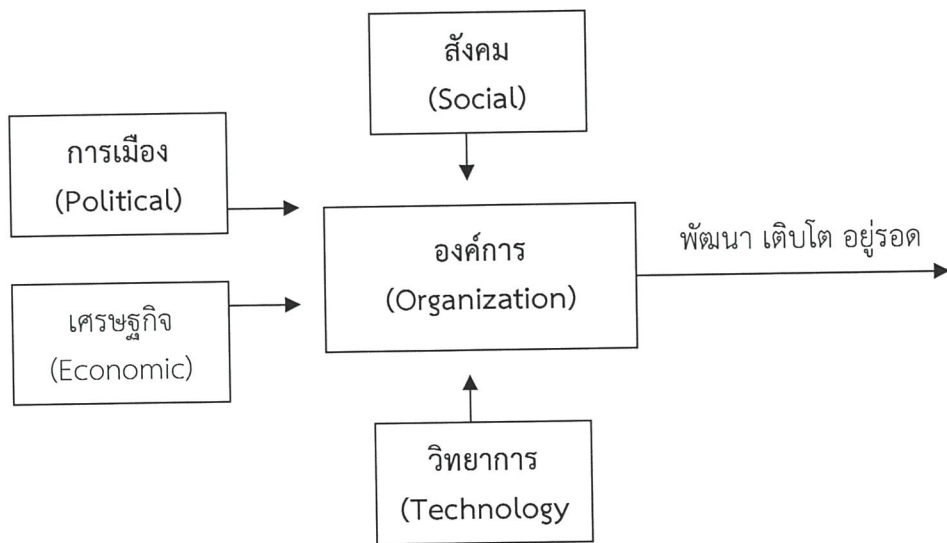 สังคม
(Social)
การเมือง
(Political)
องค์การ
(Organization)
พัฒนา เติบโต อยู่รอด
เศรษฐกิจ
(Economic)
วิทยาการ
(Technology